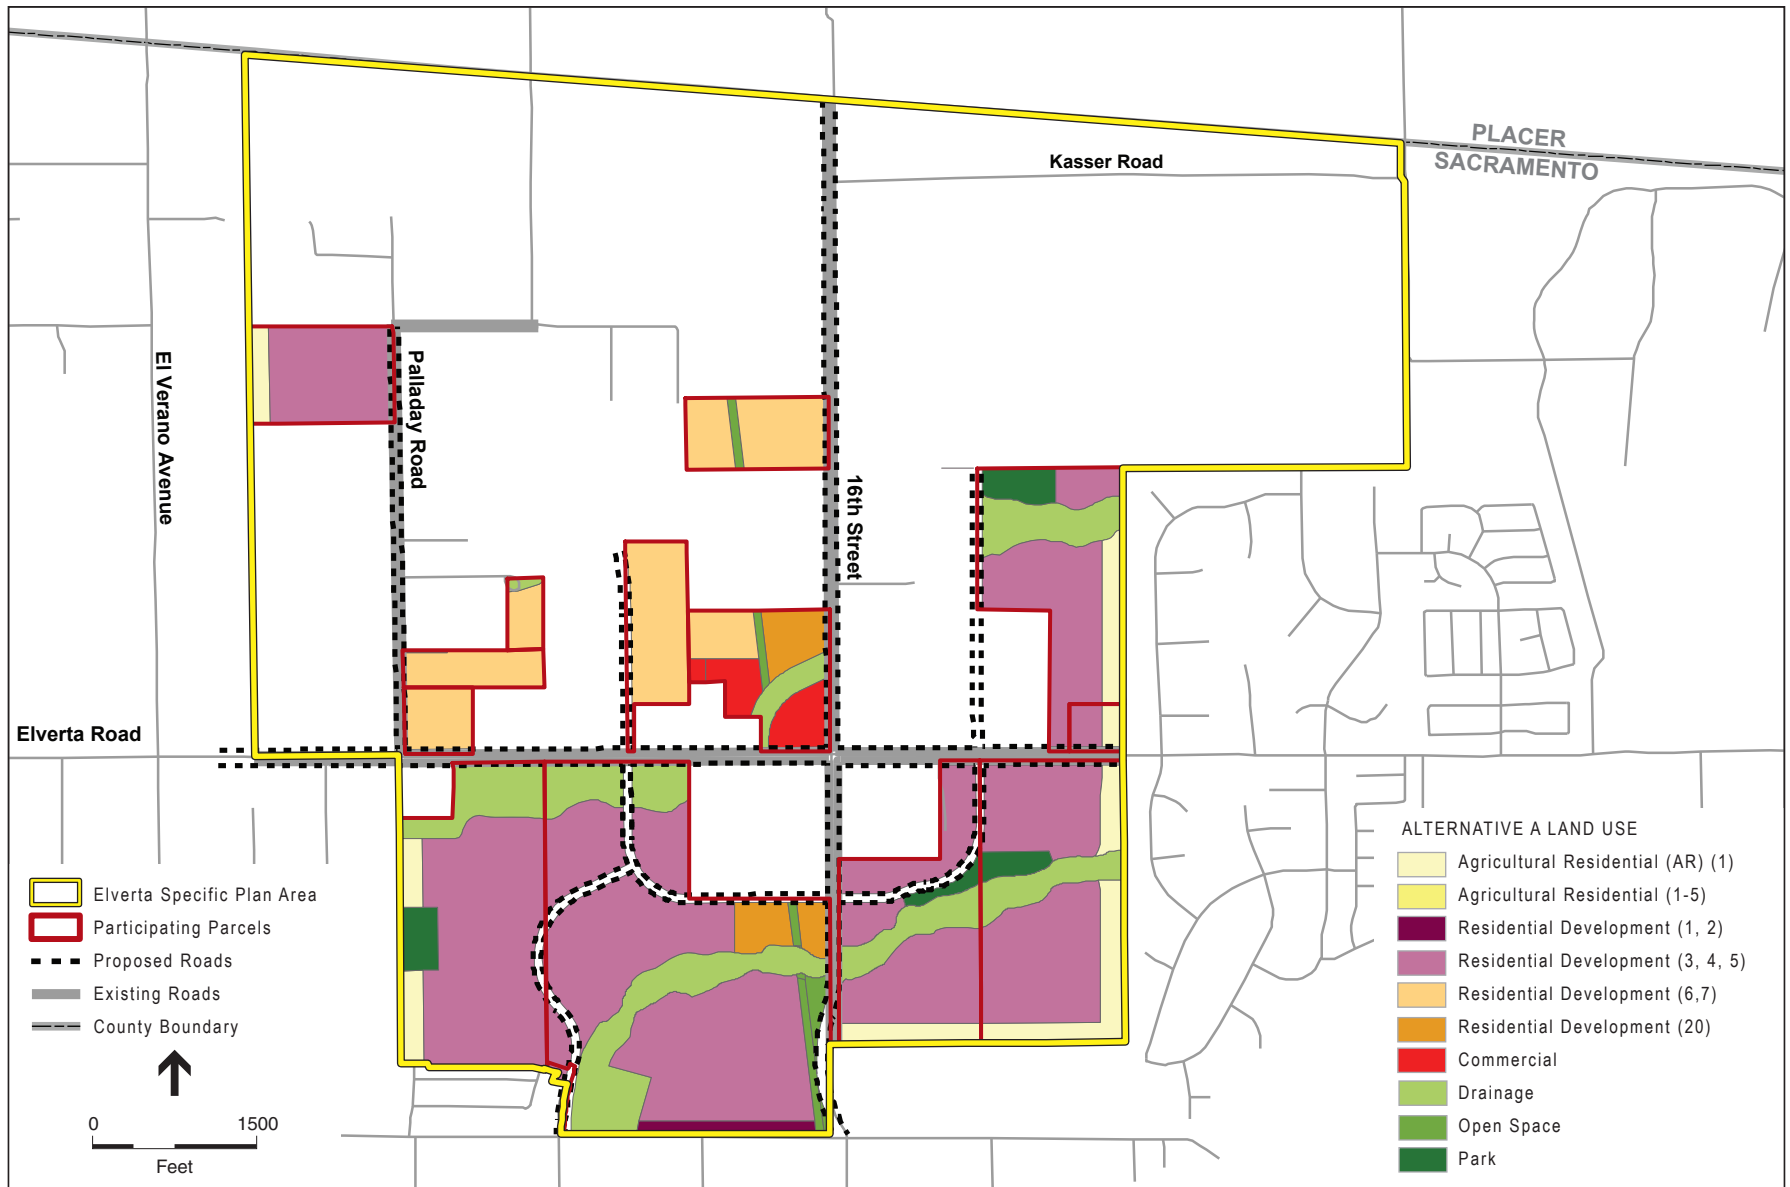 PLACER
SACRAMENTO
Kasser Road
El Verano Avenue
Palladay Road
16th Street
Elverta Road
Elverta Specific Plan Area
Participating Parcels
Proposed Roads
Existing Roads
County Boundary
0 1500
Feet
ALTERNATIVE A LAND USE
Agricultural Residential (AR) (1)
Agricultural Residential (1-5)
Residential Development (1, 2)
Residential Development (3, 4, 5)
Residential Development (6,7)
Residential Development (20)
Commercial
Drainage
Open Space
Park